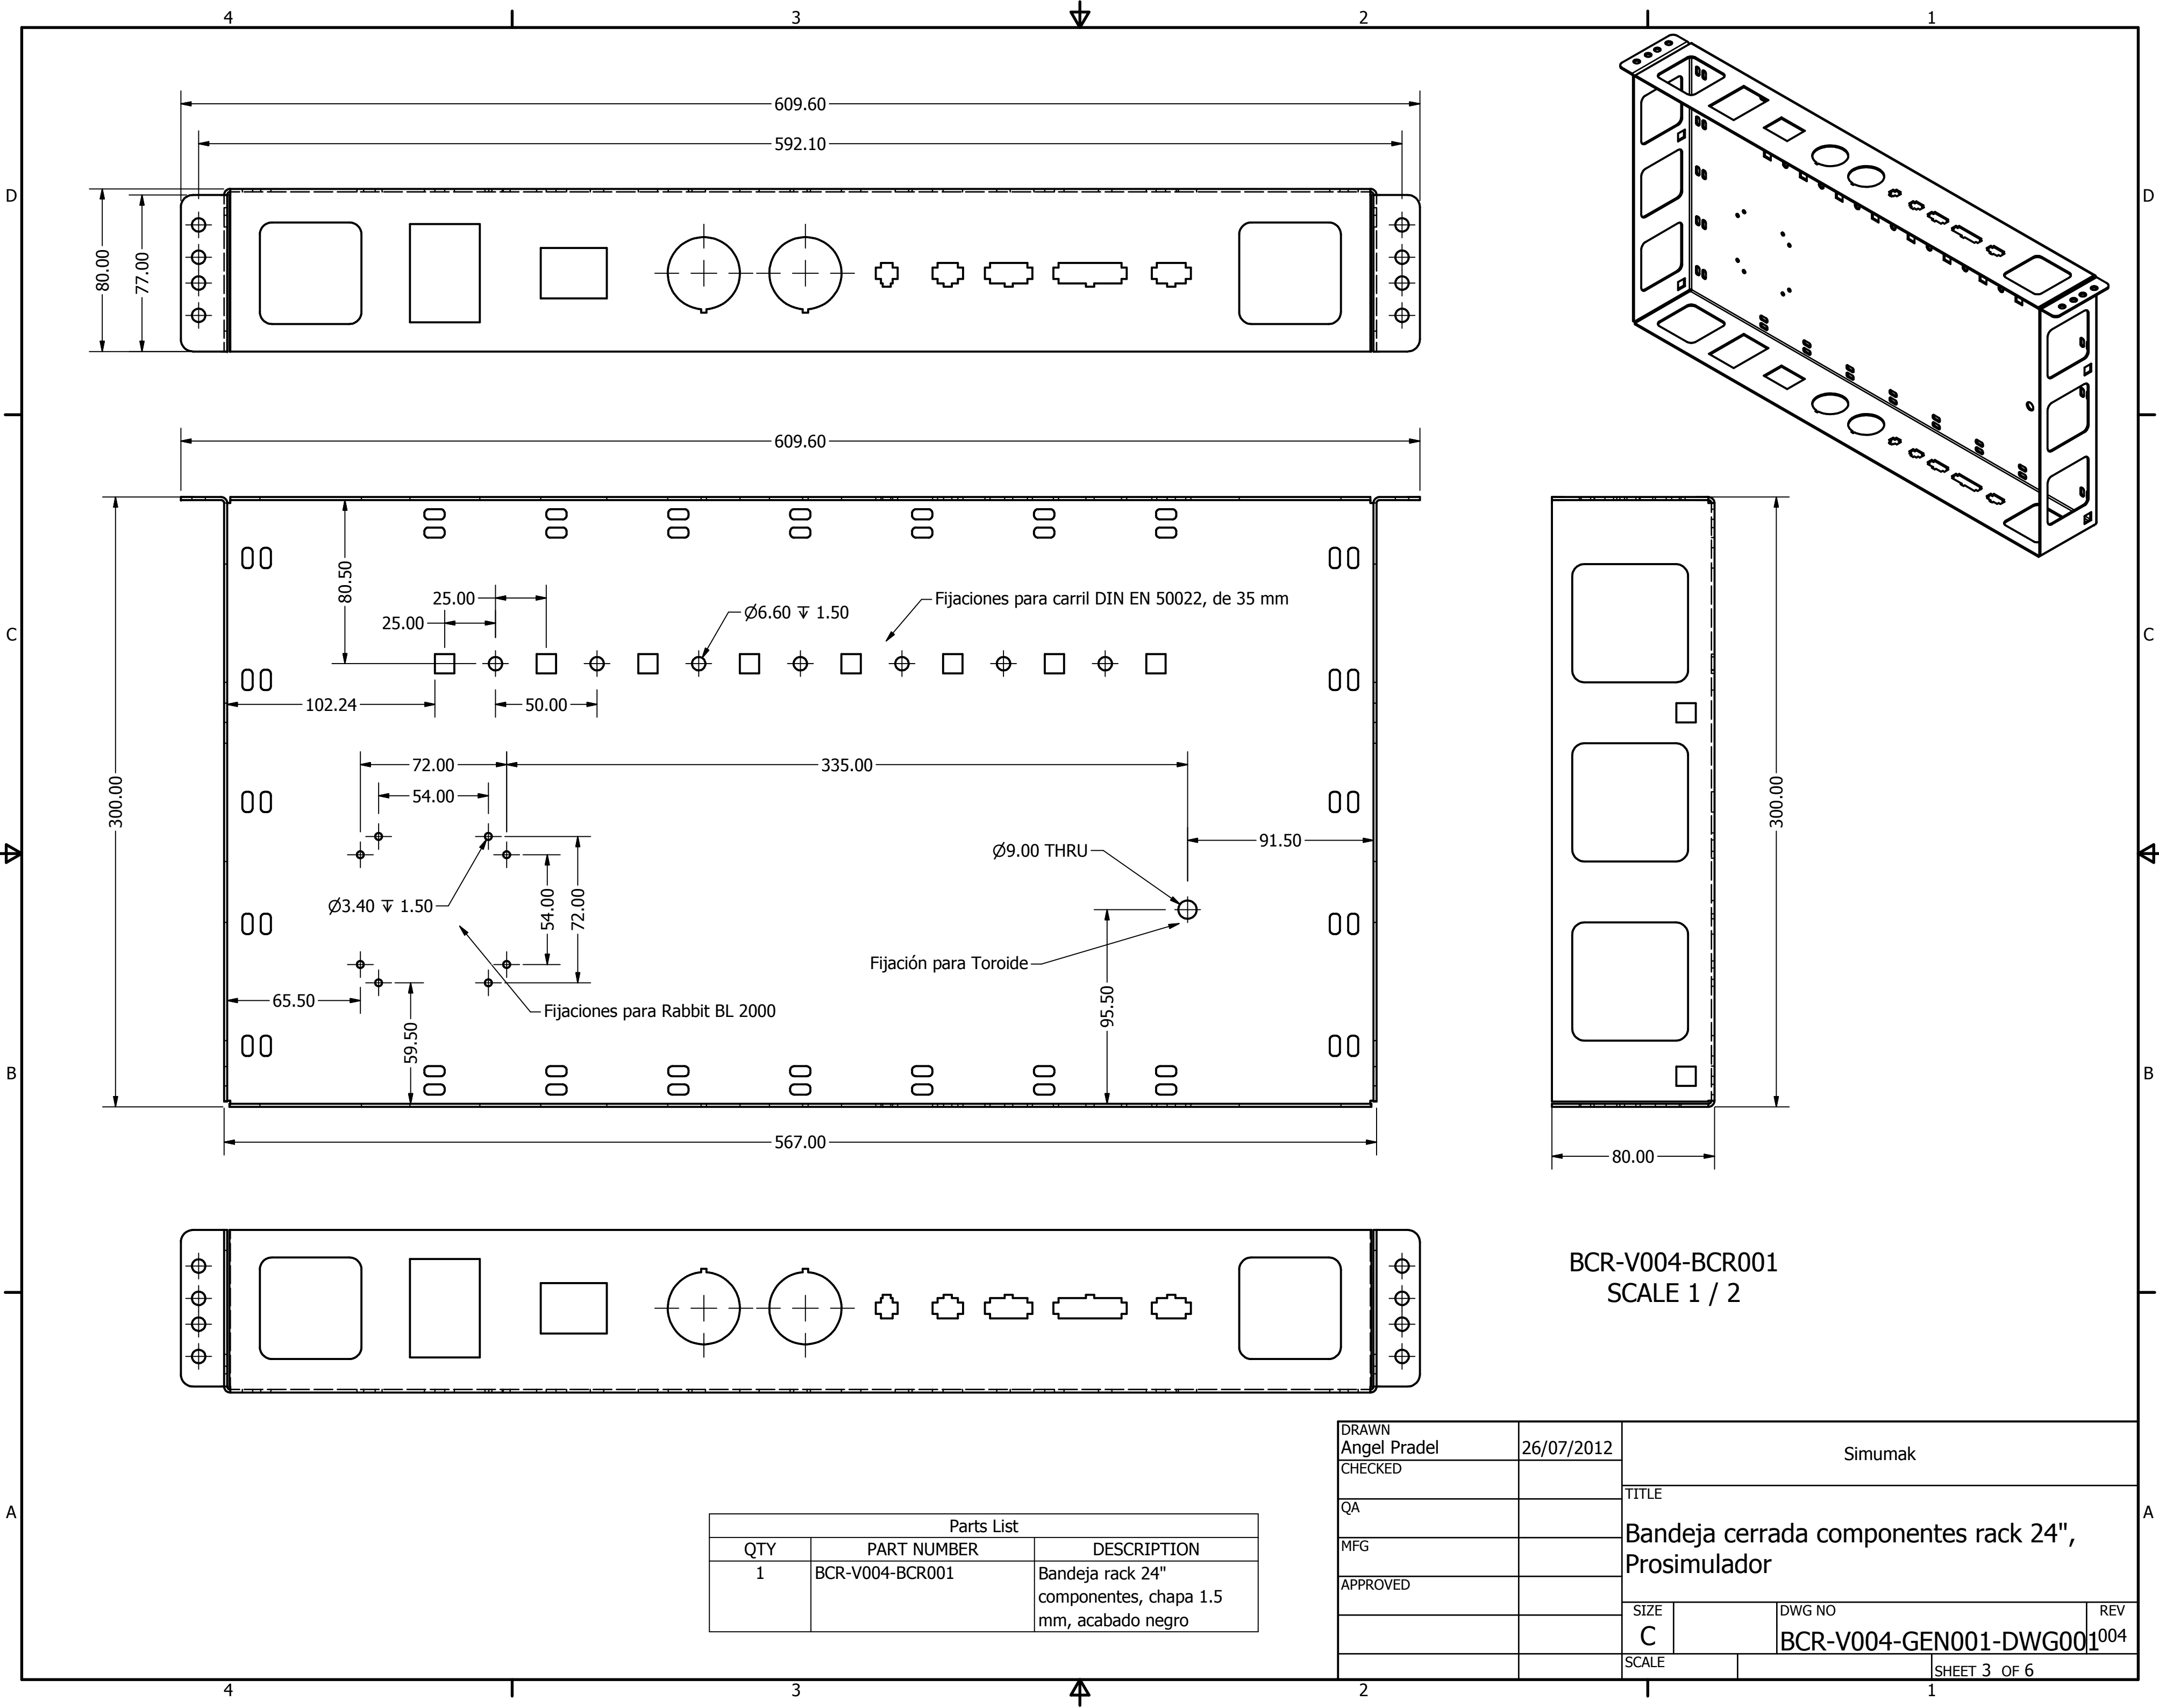 4 3 2 1
D D
C C
B B
A A
4 3 2 1
609.60
592.10
80.00
77.00
609.60
300.00
80.50
25.00
25.00
Ø6.60 ↧ 1.50
Fijaciones para carril DIN EN 50022, de 35 mm
102.24
50.00
72.00
335.00
54.00
91.50
Ø9.00 THRU
Ø3.40 ↧ 1.50
54.00
72.00
Fijación para Toroide
65.50
Fijaciones para Rabbit BL 2000
59.50
95.50
567.00
300.00
80.00
BCR-V004-BCR001
SCALE 1 / 2
Parts List
QTY PART NUMBER DESCRIPTION
1 BCR-V004-BCR001 Bandeja rack 24"
componentes, chapa 1.5
mm, acabado negro
DRAWN
Angel Pradel 26/07/2012
CHECKED
QA
MFG
APPROVED
Simumak
TITLE
Bandeja cerrada componentes rack 24",
Prosimulador
SIZE
C
DWG NO
BCR-V004-GEN001-DWG001
REV
004
SCALE
SHEET 3 OF 6